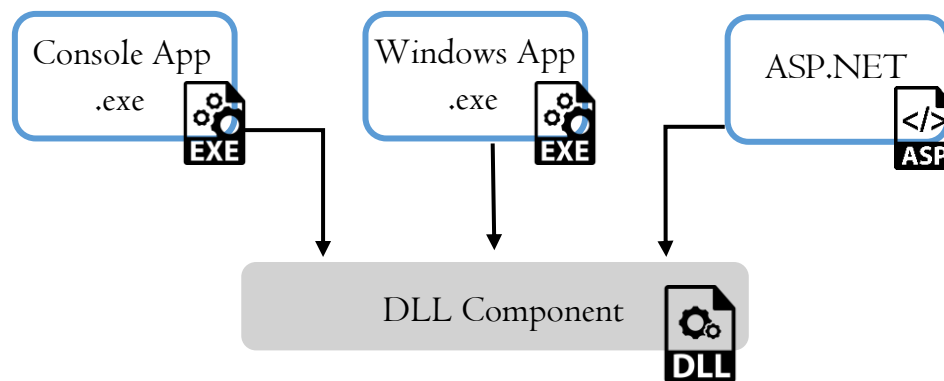 Console App
.exe
EXE
Windows App
.exe
EXE
ASP.NET
</>
ASP
DLL Component
DLL